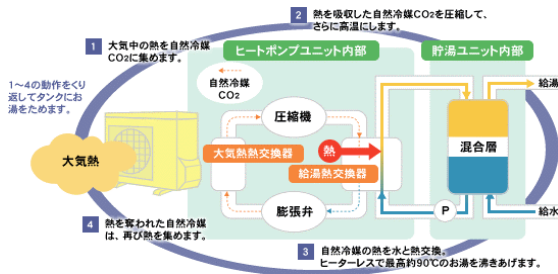 2 熱を吸収した自然冷媒CO2を圧縮して、
さらに高温にします。
1 大気中の熱を自然冷媒
CO2に集めます。
ヒートポンプユニット内部
貯湯ユニット内部
1〜4の動作をくり
返してタンクにお
湯をためます。
自然冷媒
CO2
圧縮機
給湯
大気熱
大気熱熱交換器
熱
給湯熱交換器
混合層
膨張弁
P
給水
4 熱を奪われた自然冷媒
は、再び熱を集めます。
3 自然冷媒の熱を水と熱交換。
ヒーターレスで最高約90℃のお湯を沸きあげます。